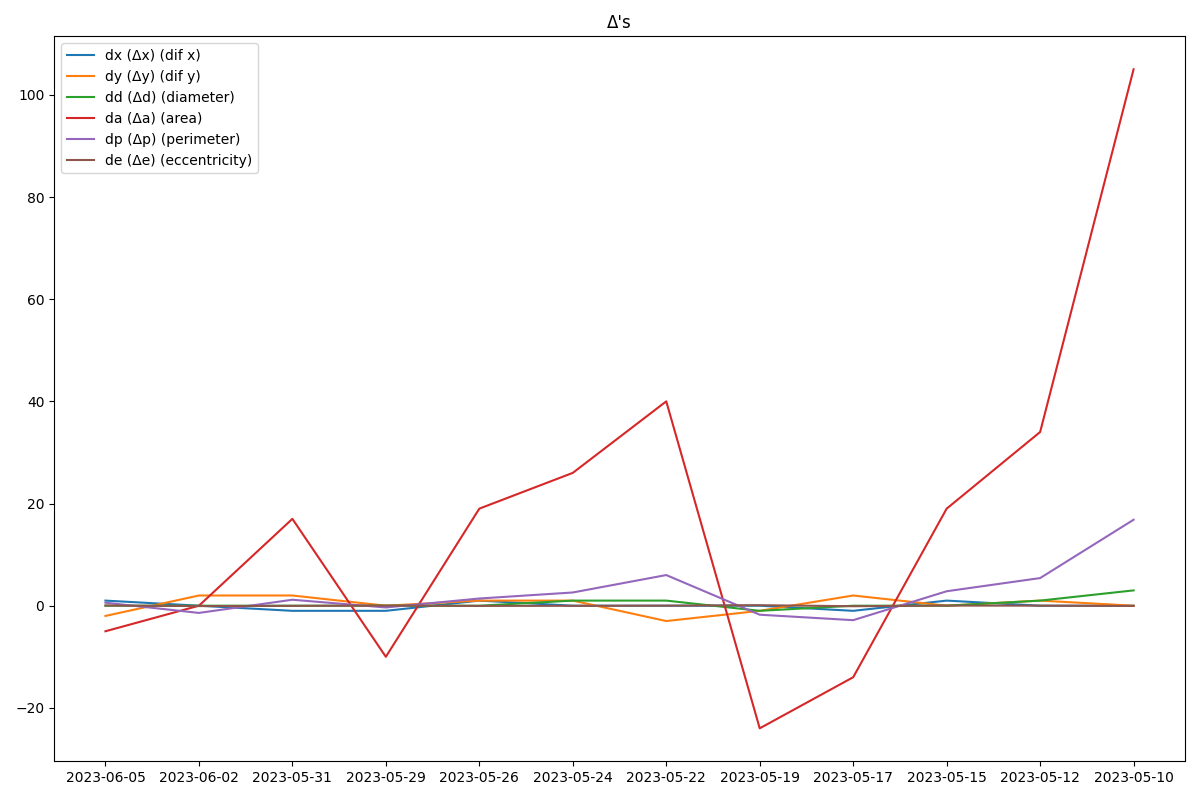 Δ's
dx (Δx) (dif x)
dy (Δy) (dif y)
dd (Δd) (diameter)
da (Δa) (area)
dp (Δp) (perimeter)
de (Δe) (eccentricity)
100
80
60
40
20
0
−20
2023-06-05 2023-06-02 2023-05-31 2023-05-29 2023-05-26 2023-05-24 2023-05-22 2023-05-19 2023-05-17 2023-05-15 2023-05-12 2023-05-10